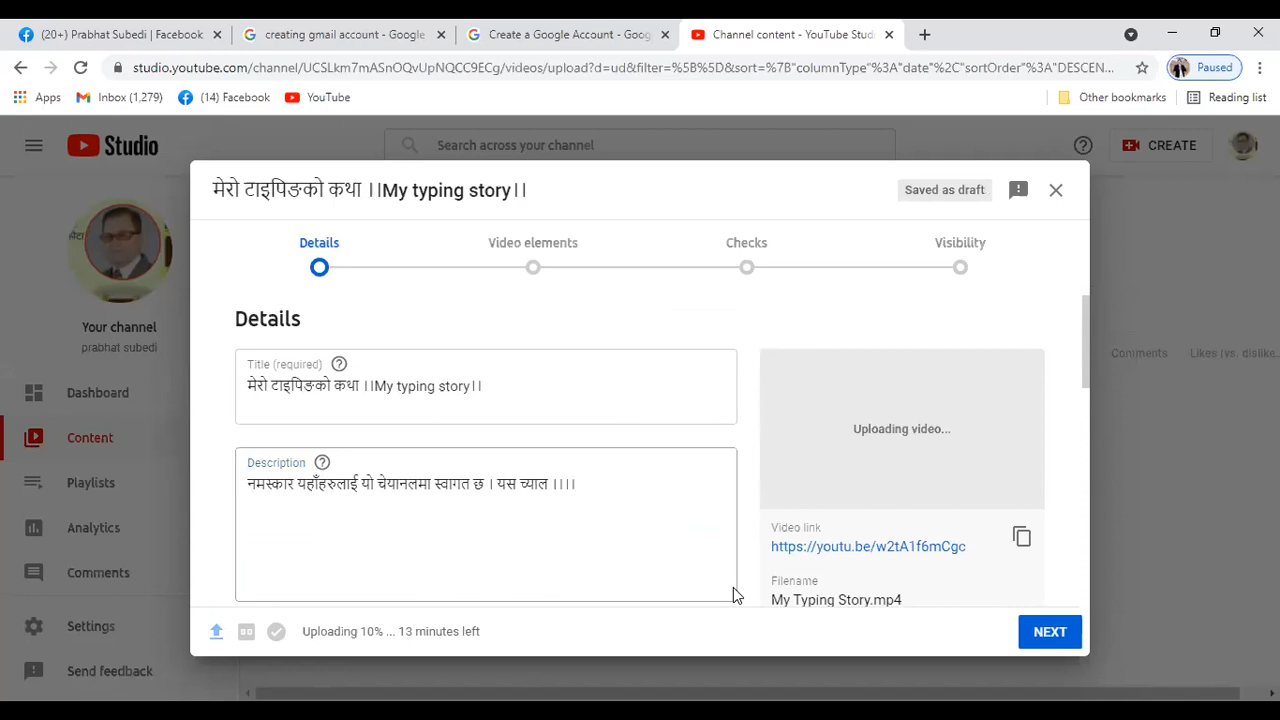 (20+) Prabhat Subedi | Facebook
creating gmail account - Google
Create a Google Account - Goog
Channel content - YouTube Stud
studio.youtube.com/channel/UCSLkm7mASnOQvUpNQCC9ECg/videos/upload?d=ud&filter=%5B%5D&sort=%7B"columnType"%3A"date"%2C"sortOrder"%3A"DESCEN...
Paused
Apps
Inbox (1,279)
(14) Facebook
YouTube
Other bookmarks
Reading list
Studio
Search across your channel
CREATE
मेरो टाइपिङको कथा ।।My typing story।।
Saved as draft
Details
Video elements
Checks
Visibility
Your channel
prabhat subedi
Dashboard
Content
Playlists
Analytics
Comments
Settings
Send feedback
Details
Title (required)
मेरो टाइपिङको कथा ।।My typing story।।
Description
नमस्कार यहाँहरुलाई यो चेयानलमा स्वागत छ । यस च्याल ।।।।
Uploading video...
Video link
https://youtu.be/w2tA1f6mCgc
Filename
My Typing Story.mp4
Comments
Likes (vs. dislike...
Uploading 10% ... 13 minutes left
NEXT